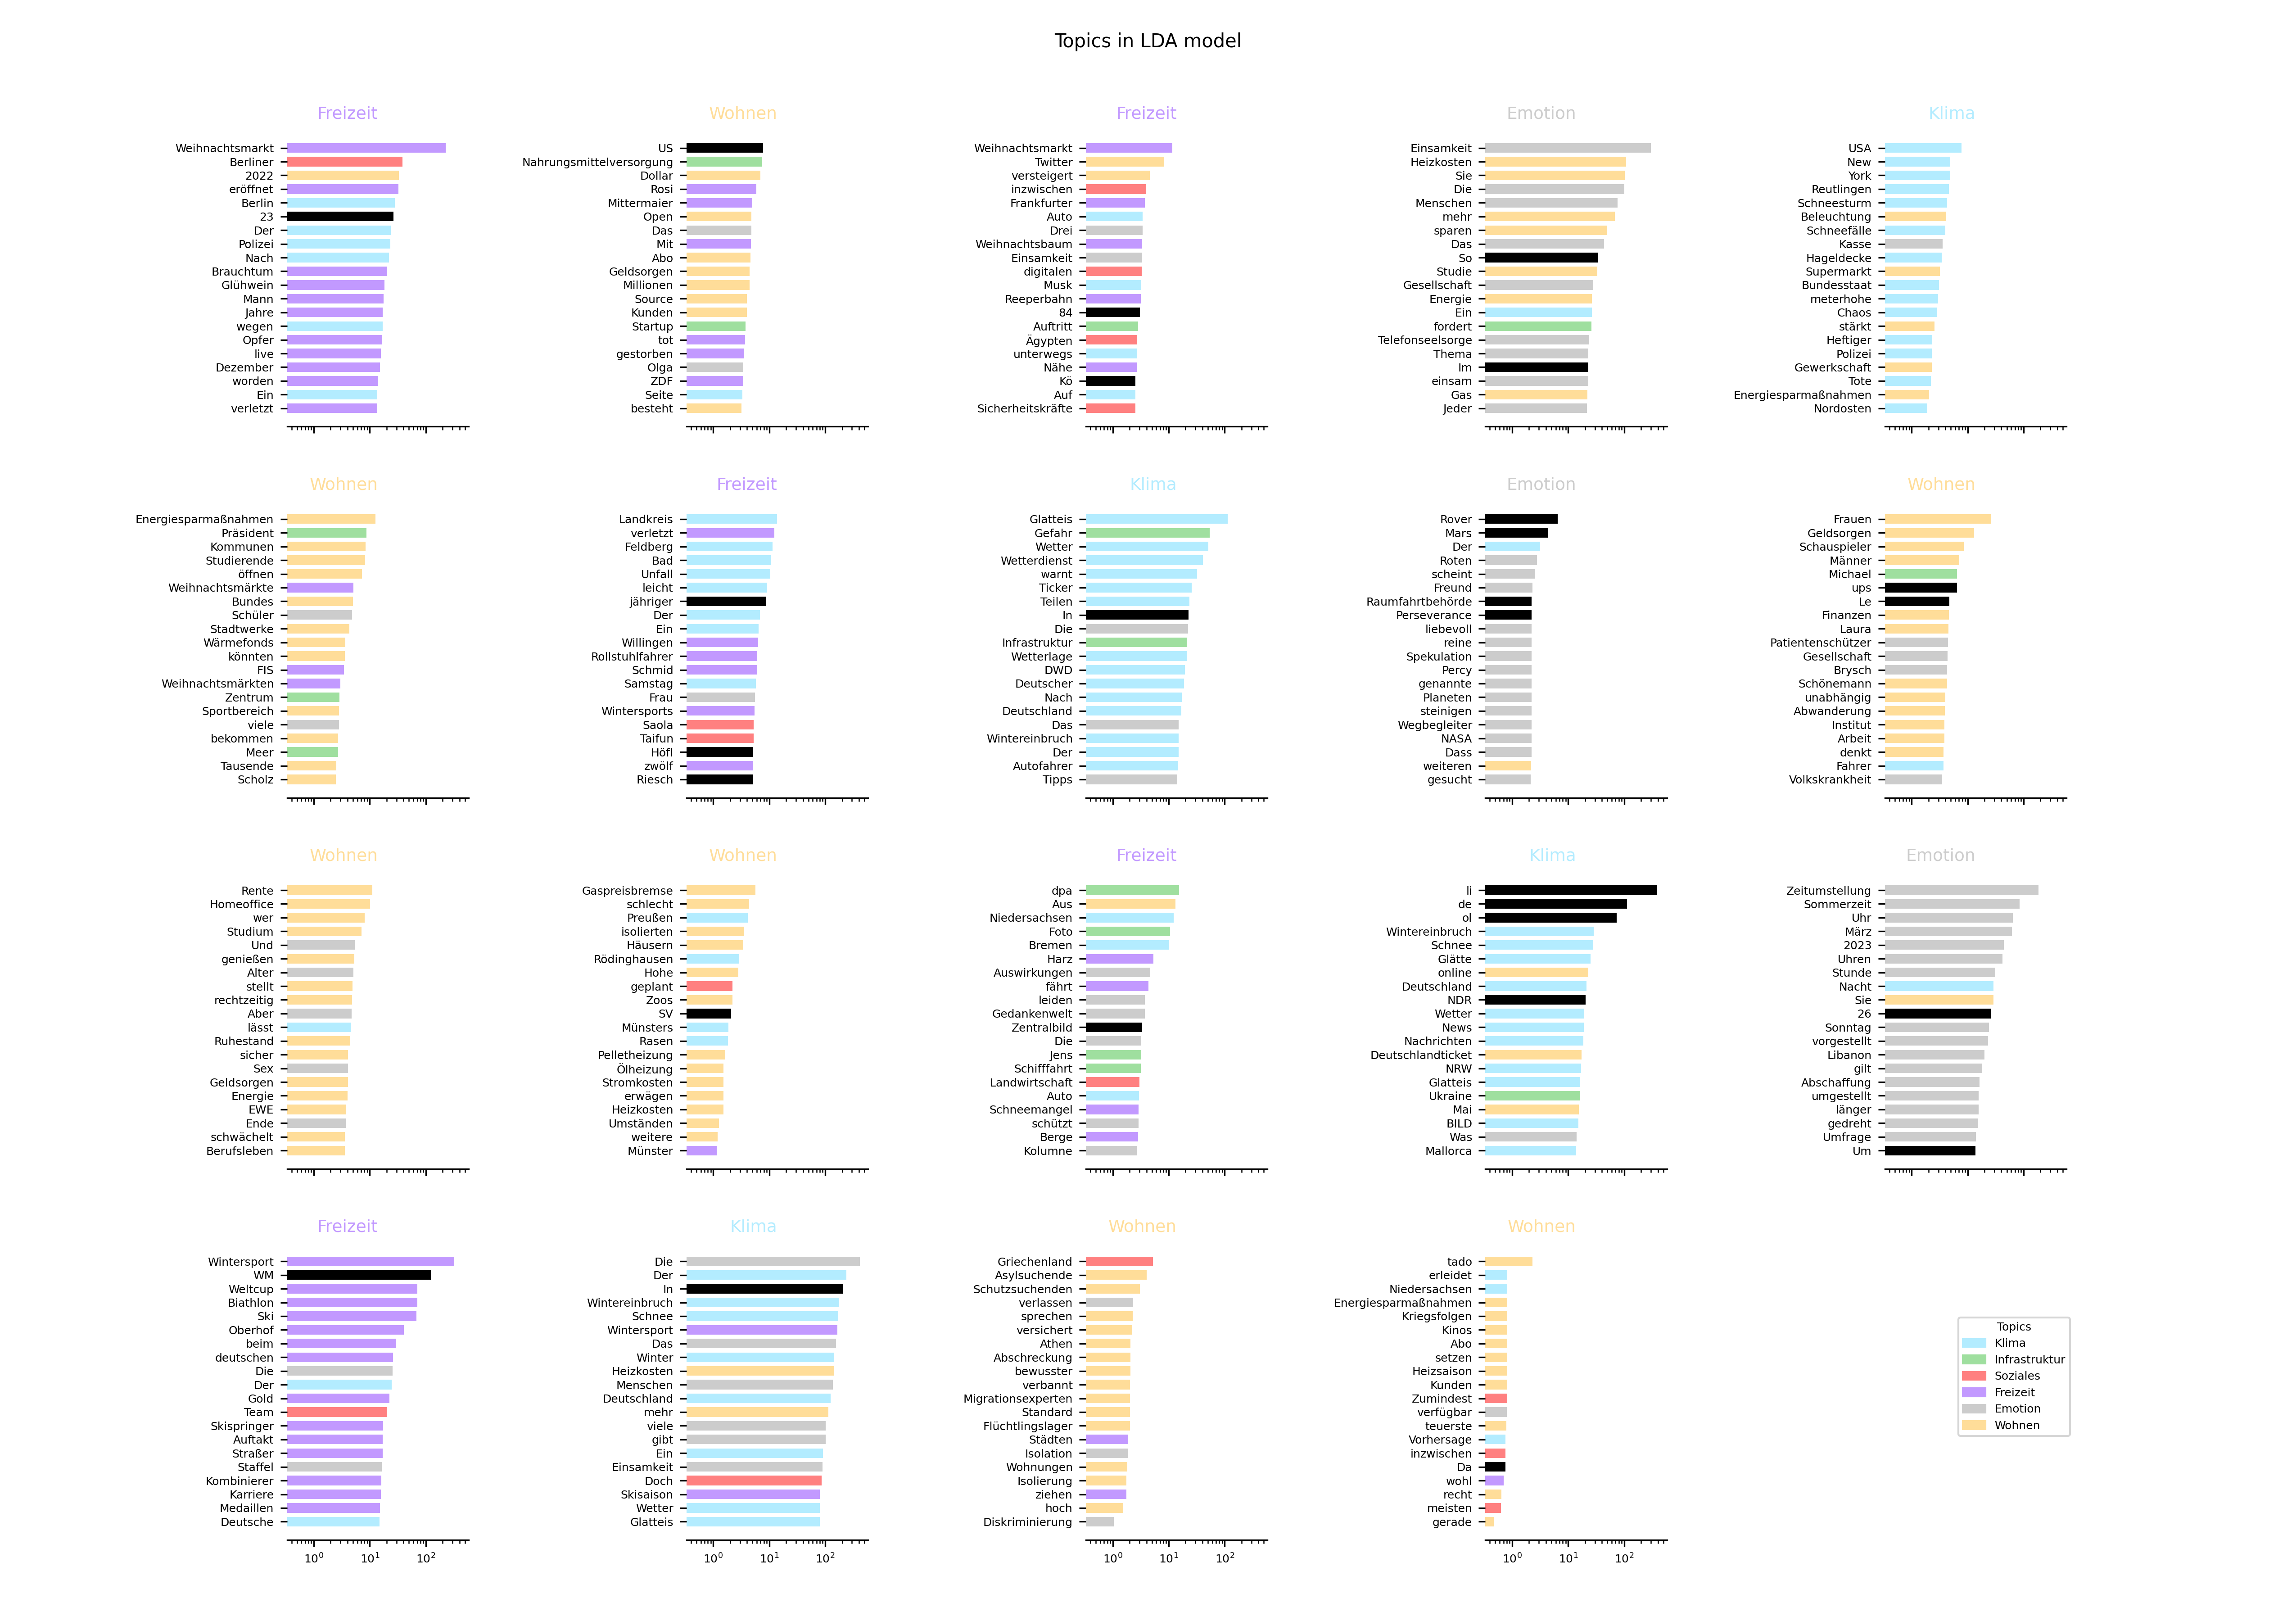 Topics in LDA model
Freizeit
Weihnachtsmarkt
Berliner
2022
eröffnet
Berlin
23
Der
Polizei
Nach
Brauchtum
Glühwein
Mann
Jahre
wegen
Opfer
live
Dezember
worden
Ein
verletzt
Wohnen
US
Nahrungsmittelversorgung
Dollar
Rosi
Mittermaier
Open
Das
Mit
Abo
Geldsorgen
Millionen
Source
Kunden
Startup
tot
gestorben
Olga
ZDF
Seite
besteht
Freizeit
Weihnachtsmarkt
Twitter
versteigert
inzwischen
Frankfurter
Auto
Drei
Weihnachtsbaum
Einsamkeit
digitalen
Musk
Reeperbahn
84
Auftritt
Ägypten
unterwegs
Nähe
Kö
Auf
Sicherheitskräfte
Emotion
Einsamkeit
Heizkosten
Sie
Die
Menschen
mehr
sparen
Das
So
Studie
Gesellschaft
Energie
Ein
fordert
Telefonseelsorge
Thema
Im
einsam
Gas
Jeder
Klima
USA
New
York
Reutlingen
Schneesturm
Beleuchtung
Schneefälle
Kasse
Hageldecke
Supermarkt
Bundesstaat
meterhohe
Chaos
stärkt
Heftiger
Polizei
Gewerkschaft
Tote
Energiesparmaßnahmen
Nordosten
Wohnen
Energiesparmaßnahmen
Präsident
Kommunen
Studierende
öffnen
Weihnachtsmärkte
Bundes
Schüler
Stadtwerke
Wärmefonds
könnten
FIS
Weihnachtsmärkten
Zentrum
Sportbereich
viele
bekommen
Meer
Tausende
Scholz
Freizeit
Landkreis
verletzt
Feldberg
Bad
Unfall
leicht
jähriger
Der
Ein
Willingen
Rollstuhlfahrer
Schmid
Samstag
Frau
Wintersports
Saola
Taifun
Höfl
zwölf
Riesch
Klima
Glatteis
Gefahr
Wetter
Wetterdienst
warnt
Ticker
Teilen
In
Die
Infrastruktur
Wetterlage
DWD
Deutscher
Nach
Deutschland
Das
Wintereinbruch
Der
Autofahrer
Tipps
Emotion
Rover
Mars
Der
Roten
scheint
Freund
Raumfahrtbehörde
Perseverance
liebevoll
reine
Spekulation
Percy
genannte
Planeten
steinigen
Wegbegleiter
NASA
Dass
weiteren
gesucht
Wohnen
Frauen
Geldsorgen
Schauspieler
Männer
Michael
ups
Le
Finanzen
Laura
Patientenschützer
Gesellschaft
Brysch
Schönemann
unabhängig
Abwanderung
Institut
Arbeit
denkt
Fahrer
Volkskrankheit
Wohnen
Rente
Homeoffice
wer
Studium
Und
genießen
Alter
stellt
rechtzeitig
Aber
lässt
Ruhestand
sicher
Sex
Geldsorgen
Energie
EWE
Ende
schwächelt
Berufsleben
Wohnen
Gaspreisbremse
schlecht
Preußen
isolierten
Häusern
Rödinghausen
Hohe
geplant
Zoos
SV
Münsters
Rasen
Pelletheizung
Ölheizung
Stromkosten
erwägen
Heizkosten
Umständen
weitere
Münster
Freizeit
dpa
Aus
Niedersachsen
Foto
Bremen
Harz
Auswirkungen
fährt
leiden
Gedankenwelt
Zentralbild
Die
Jens
Schifffahrt
Landwirtschaft
Auto
Schneemangel
schützt
Berge
Kolumne
Klima
li
de
ol
Wintereinbruch
Schnee
Glätte
online
Deutschland
NDR
Wetter
News
Nachrichten
Deutschlandticket
NRW
Glatteis
Ukraine
Mai
BILD
Was
Mallorca
Emotion
Zeitumstellung
Sommerzeit
Uhr
März
2023
Uhren
Stunde
Nacht
Sie
26
Sonntag
vorgestellt
Libanon
gilt
Abschaffung
umgestellt
länger
gedreht
Umfrage
Um
Freizeit
Wintersport
WM
Weltcup
Biathlon
Ski
Oberhof
beim
deutschen
Die
Der
Gold
Team
Skispringer
Auftakt
Straßer
Staffel
Kombinierer
Karriere
Medaillen
Deutsche
10⁰ 10¹ 10²
Klima
Die
Der
In
Wintereinbruch
Schnee
Wintersport
Das
Winter
Heizkosten
Menschen
Deutschland
mehr
viele
gibt
Ein
Einsamkeit
Doch
Skisaison
Wetter
Glatteis
10⁰ 10¹ 10²
Wohnen
Griechenland
Asylsuchende
Schutzsuchenden
verlassen
sprechen
versichert
Athen
Abschreckung
bewusster
verbannt
Migrationsexperten
Standard
Flüchtlingslager
Städten
Isolation
Wohnungen
Isolierung
ziehen
hoch
Diskriminierung
10⁰ 10¹ 10²
Wohnen
tado
erleidet
Niedersachsen
Energiesparmaßnahmen
Kriegsfolgen
Kinos
Abo
setzen
Heizsaison
Kunden
Zumindest
verfügbar
teuerste
Vorhersage
inzwischen
Da
wohl
recht
meisten
gerade
10⁰ 10¹ 10²
Topics
Klima
Infrastruktur
Soziales
Freizeit
Emotion
Wohnen